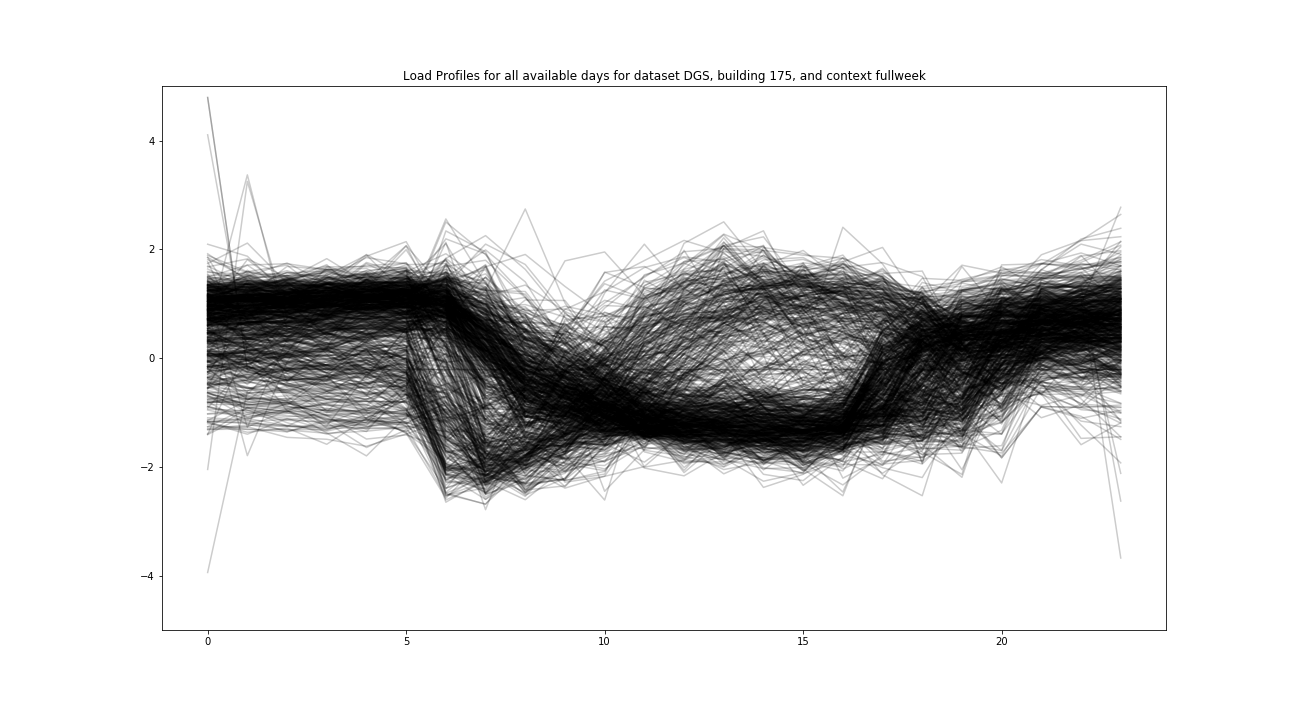 Load Profiles for all available days for dataset DGS, building 175, and context fullweek
4
2
0
−2
−4
0 5 10 15 20